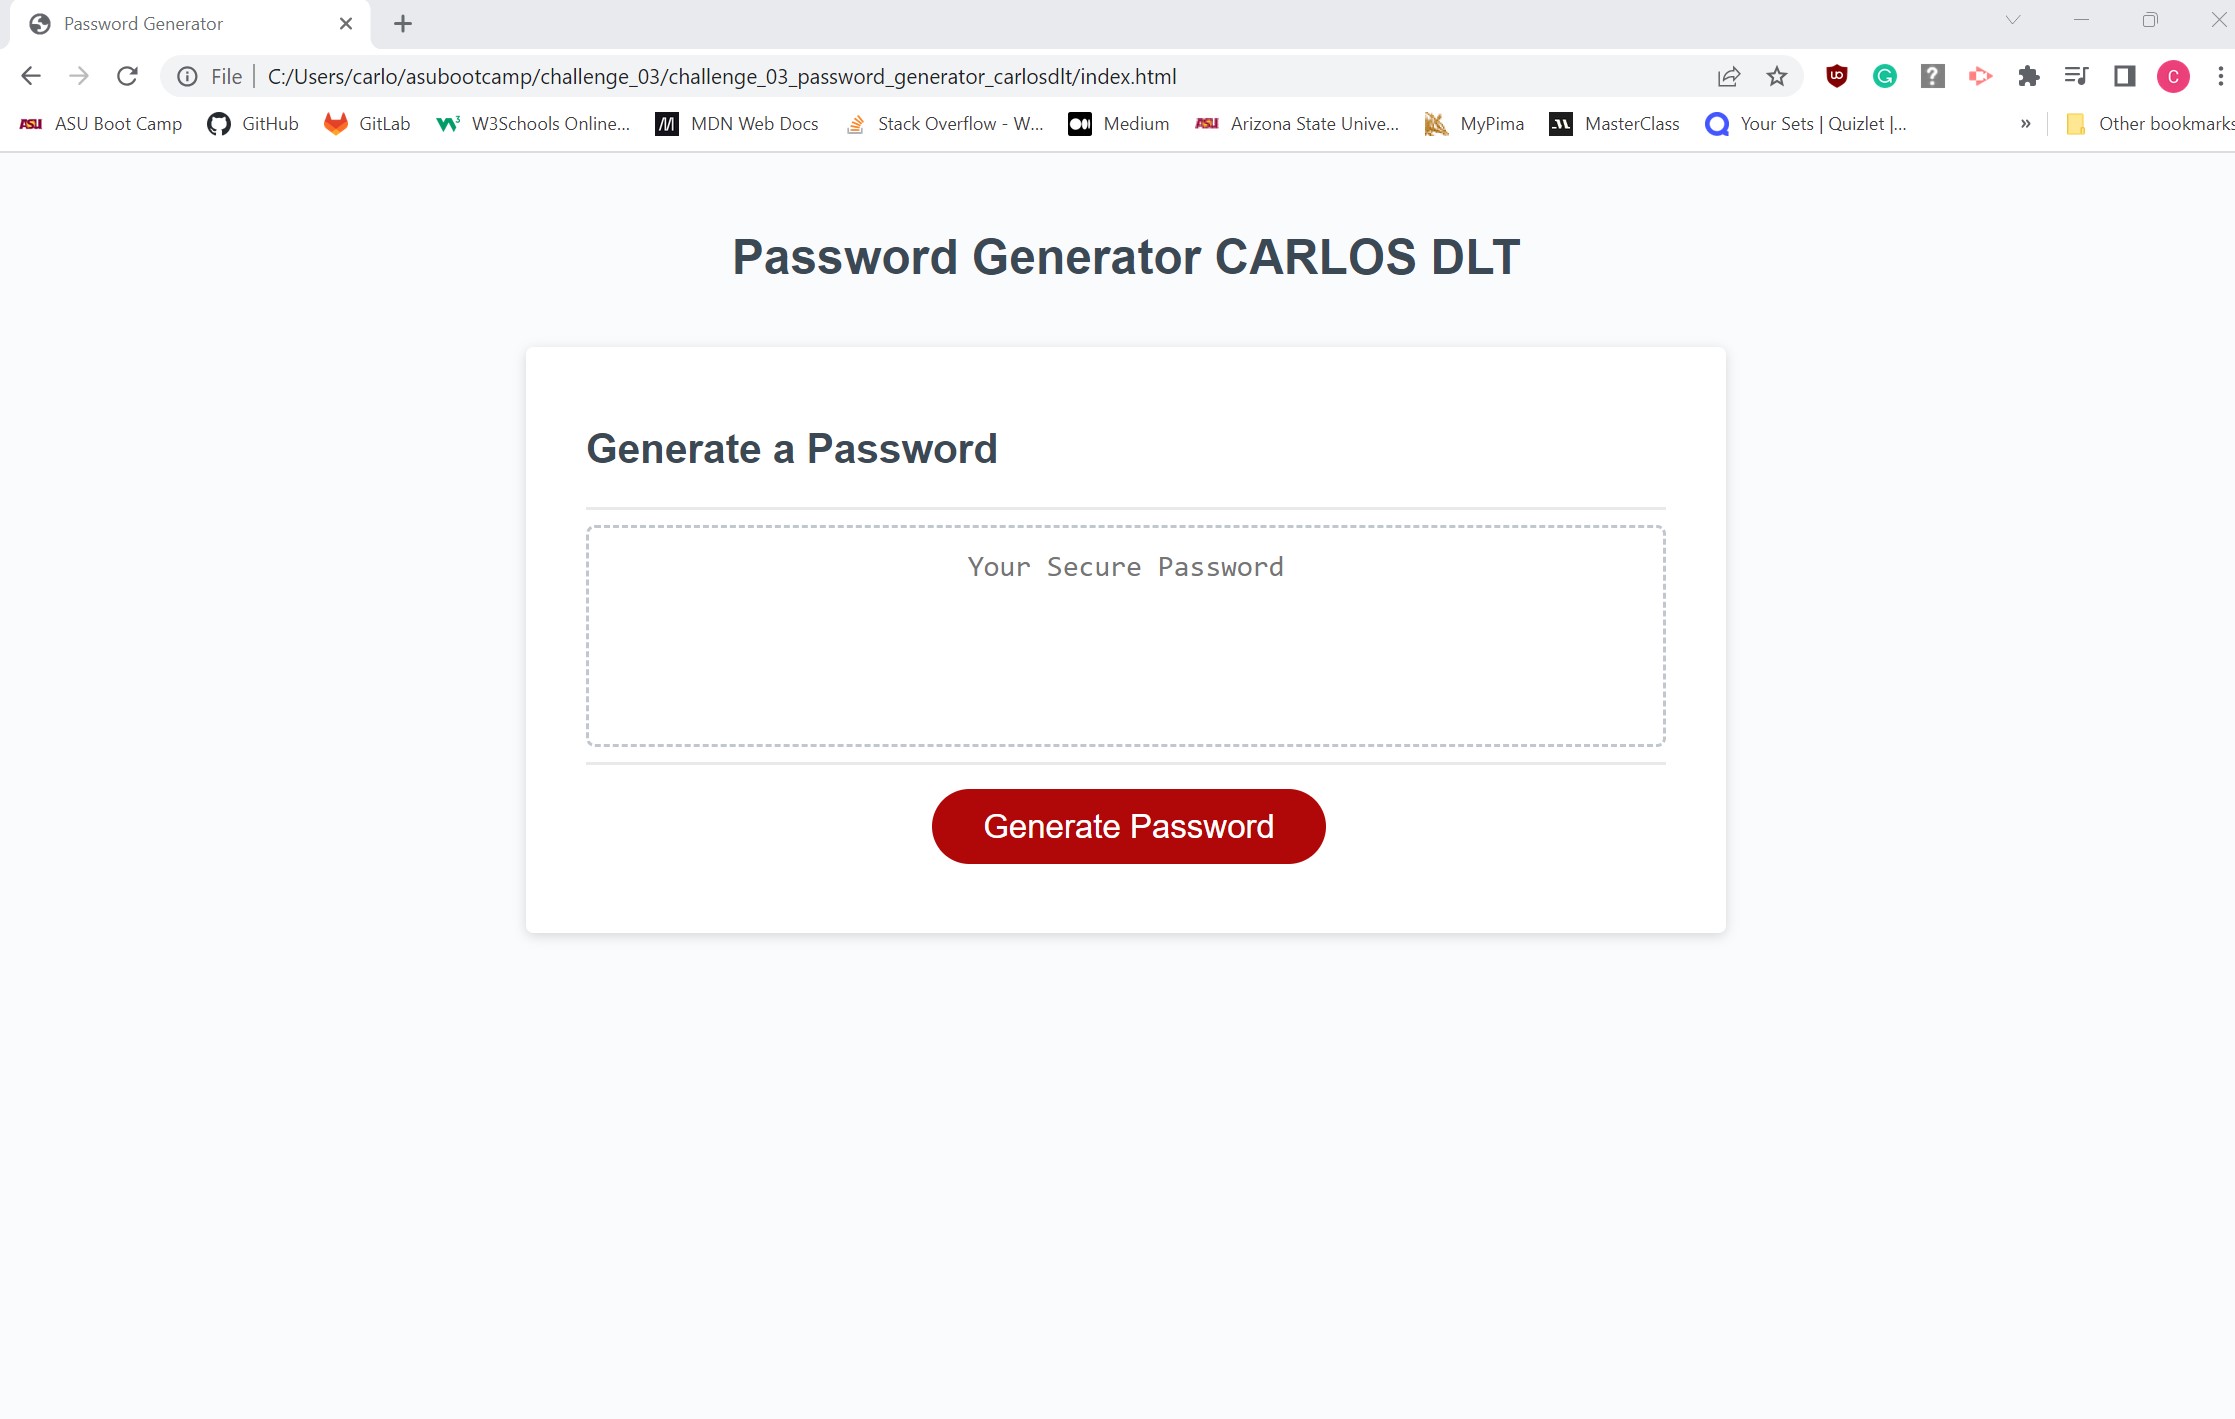 Password Generator
File C:/Users/carlo/asubootcamp/challenge_03/challenge_03_password_generator_carlosdlt/index.html
C
ASU ASU Boot Camp GitHub GitLab W3Schools Online... MDN Web Docs Stack Overflow - W... Medium ASU Arizona State Unive... MyPima MasterClass Your Sets | Quizlet |... » Other bookmarks
Password Generator CARLOS DLT
Generate a Password
Your Secure Password
Generate Password